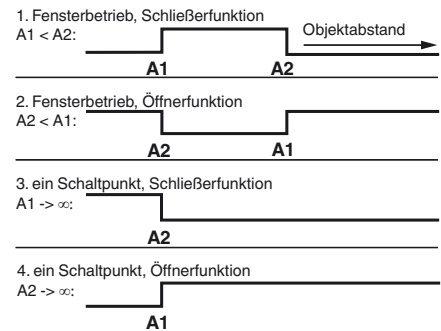 1. Fensterbetrieb, Schließerfunktion
A1 < A2:
Objektabstand
A1 A2
2. Fensterbetrieb, Öffnerfunktion
A2 < A1:
A2 A1
3. ein Schaltpunkt, Schließerfunktion
A1 -> ∞:
A2
4. ein Schaltpunkt, Öffnerfunktion
A2 -> ∞:
A1